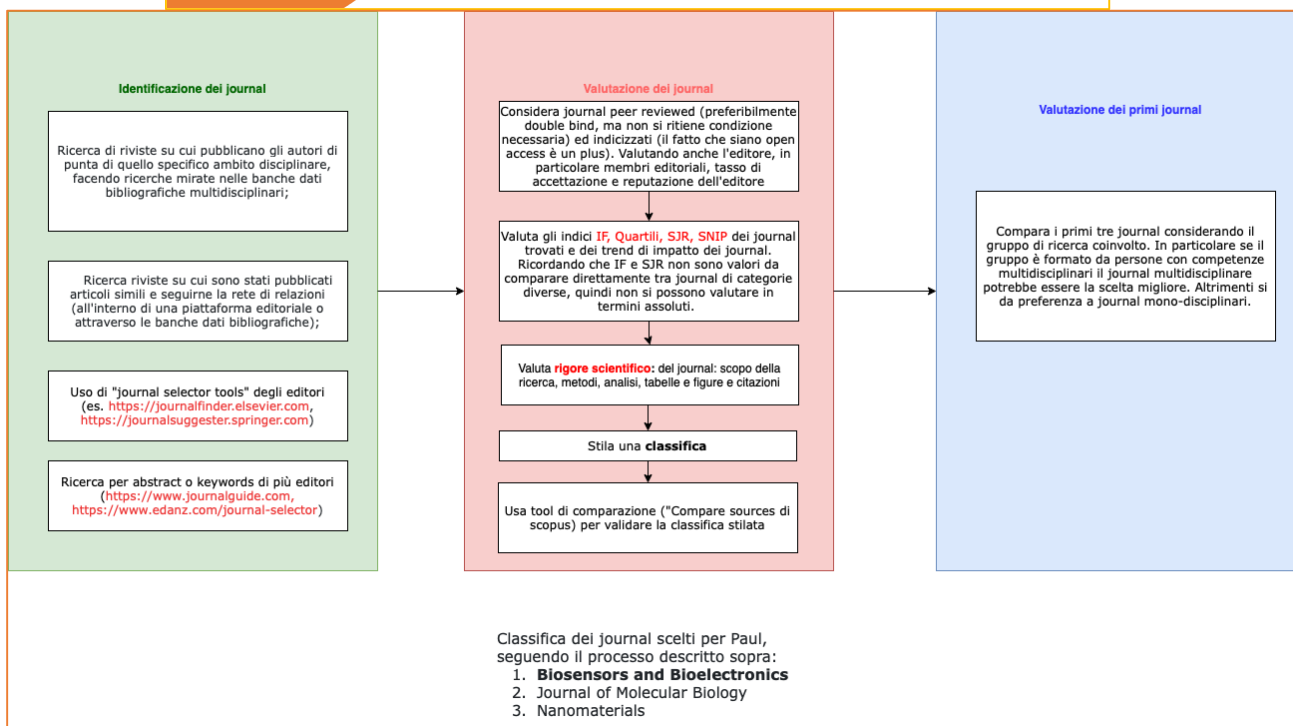 Identificazione dei journal
Ricerca di riviste su cui pubblicano gli autori di
punta di quello specifico ambito disciplinare,
facendo ricerche mirate nelle banche dati
bibliografiche multidisciplinari;
Ricerca riviste su cui sono stati pubblicati
articoli simili e seguirne la rete di relazioni
(all'interno di una piattaforma editoriale o
attraverso le banche dati bibliografiche);
Uso di "journal selector tools" degli editori
(es. https://journalfinder.elsevier.com,
https://journalsuggester.springer.com)
Ricerca per abstract o keywords di più editori
(https://www.journalguide.com,
https://www.edanz.com/journal-selector)
Valutazione dei journal
Considera journal peer reviewed (preferibilmente
double bind, ma non si ritiene condizione
necessaria) ed indicizzati (il fatto che siano open
access è un plus). Valutando anche l'editore, in
particolare membri editoriali, tasso di
accettazione e reputazione dell'editore
Valuta gli indici IF, Quartili, SJR, SNIP dei journal
trovati e dei trend di impatto dei journal.
Ricordando che IF e SJR non sono valori da
comparare direttamente tra journal di categorie
diverse, quindi non si possono valutare in
termini assoluti.
Valuta rigore scientifico: del journal: scopo della
ricerca, metodi, analisi, tabelle e figure e citazioni
Stila una classifica
Usa tool di comparazione ("Compare sources di
scopus) per validare la classifica stilata
Valutazione dei primi journal
Compara i primi tre journal considerando il
gruppo di ricerca coinvolto. In particolare se il
gruppo è formato da persone con competenze
multidisciplinari il journal multidisciplinare
potrebbe essere la scelta migliore. Altrimenti si
da preferenza a journal mono-disciplinari.
Classifica dei journal scelti per Paul,
seguendo il processo descritto sopra:
1. Biosensors and Bioelectronics
2. Journal of Molecular Biology
3. Nanomaterials